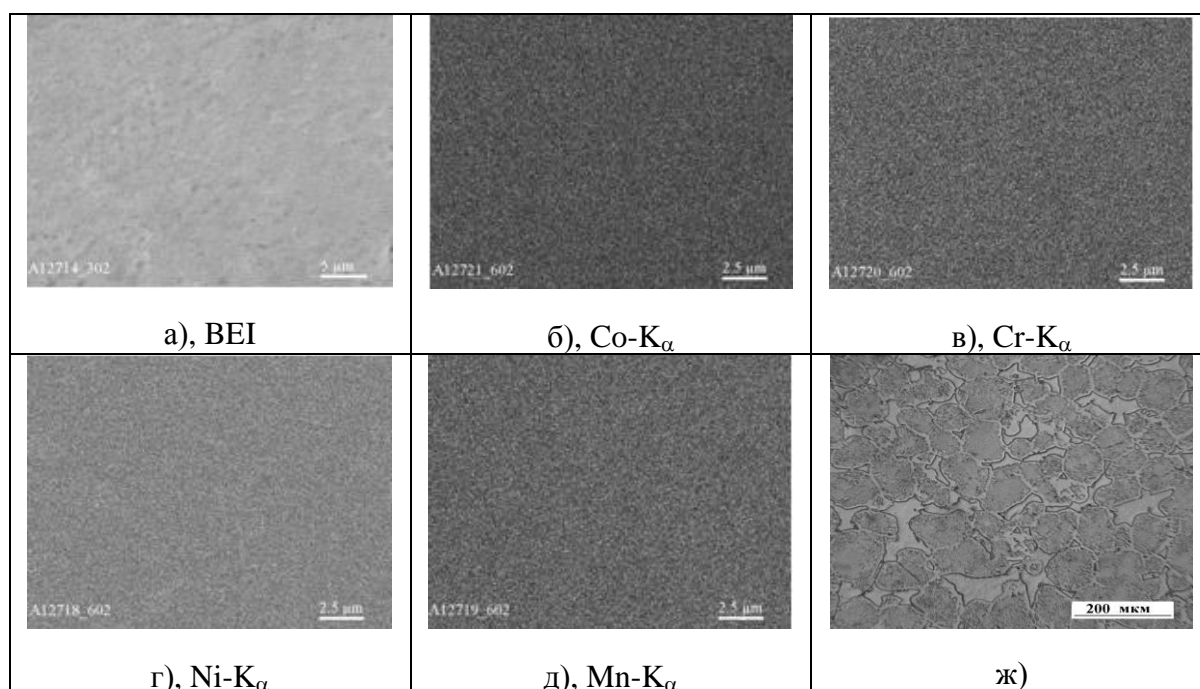 A12714_302 5 μm
A12721_602 2.5 μm
A12720_602 2.5 μm
а), BEI
б), Co-Kα
в), Cr-Kα
A12718_602 2.5 μm
A12719_602 2.5 μm
200 мкм
г), Ni-Kα
д), Mn-Kα
ж)